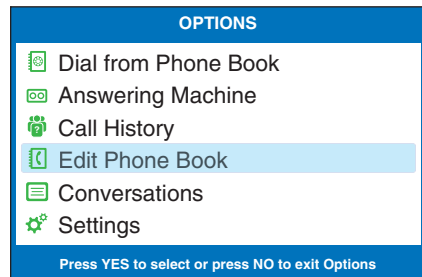 OPTIONS
Dial from Phone Book
Answering Machine
Call History
Edit Phone Book
Conversations
Settings
Press YES to select or press NO to exit Options